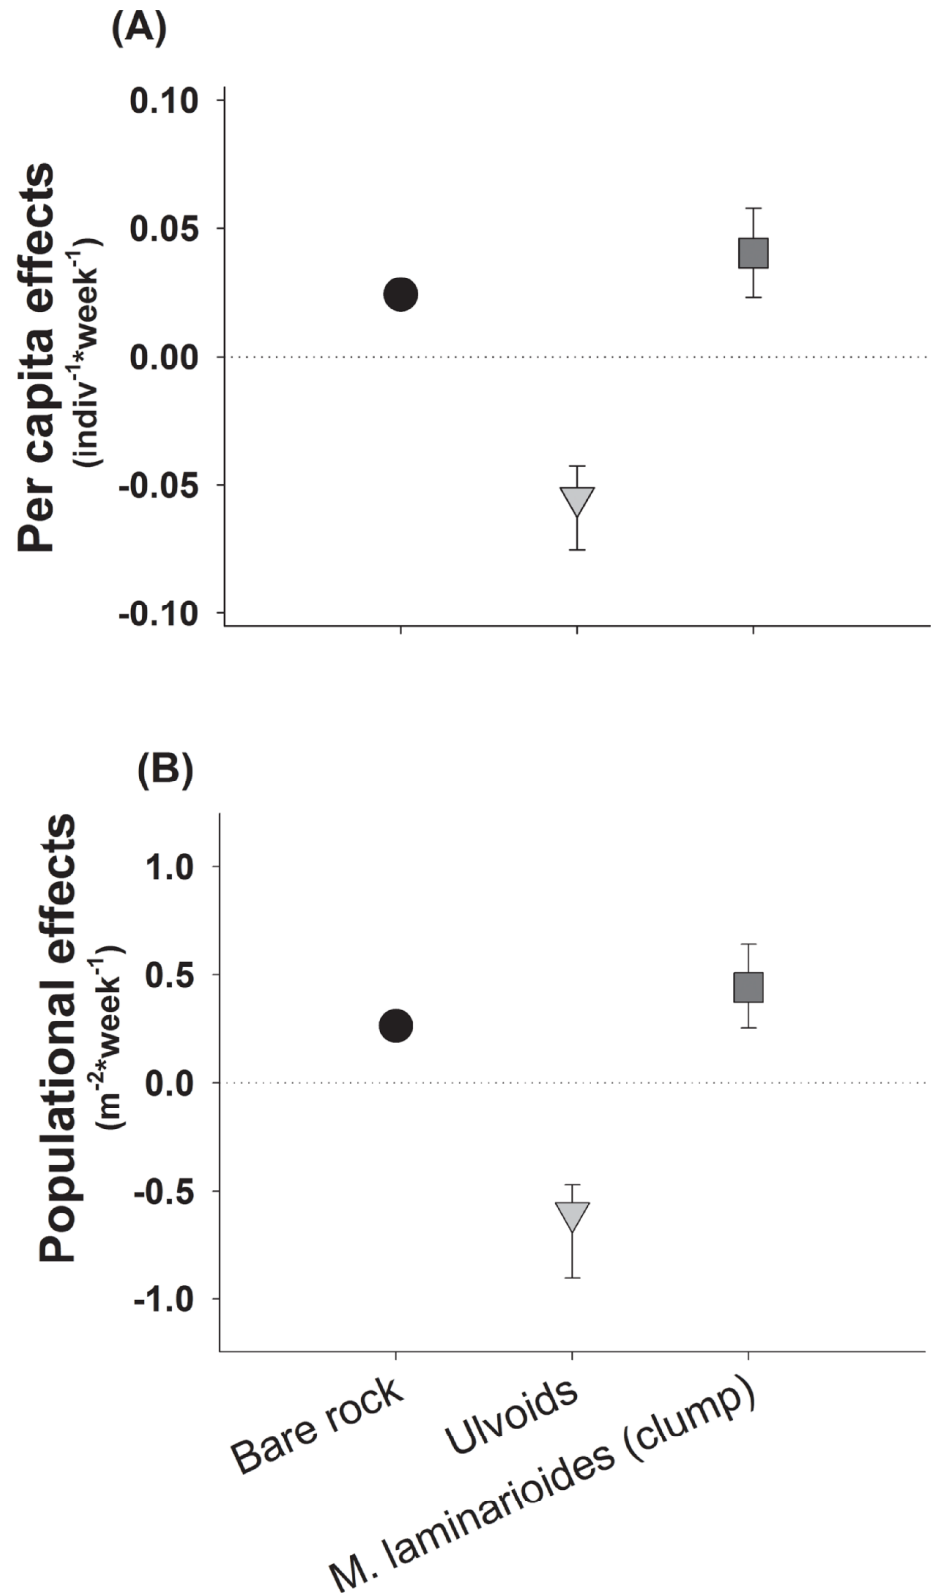 (A)
Per capita effects
(indiv⁻¹*week⁻¹)
0.10
0.05
0.00
-0.05
-0.10
(B)
Populational effects
(m⁻²*week⁻¹)
1.0
0.5
0.0
-0.5
-1.0
Bare rock
Ulvoids
M. laminarioides (clump)